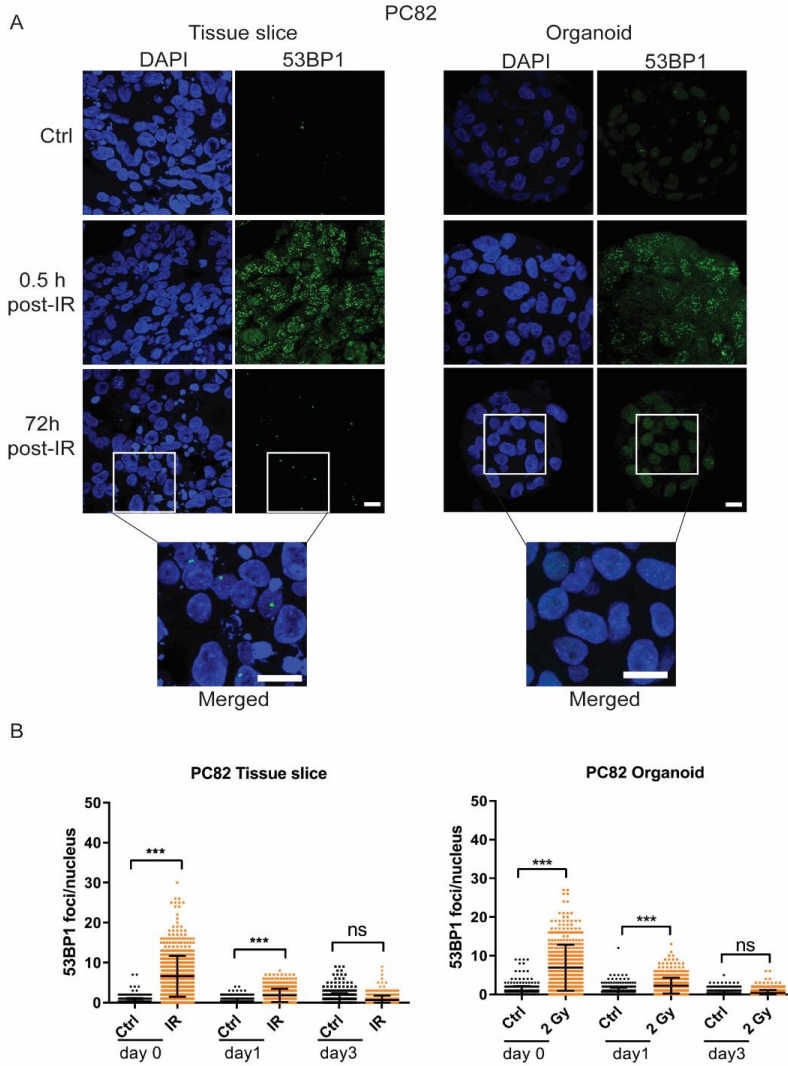 A
PC82
Tissue slice
Organoid
DAPI 53BP1
DAPI 53BP1
Ctrl
0.5 h
post-IR
72h
post-IR
Merged
Merged
B
PC82 Tissue slice
53BP1 foci/nucleus
50
40
30
20
10
0
***
***
ns
Ctrl IR Ctrl IR Ctrl IR
day 0 day1 day3
PC82 Organoid
53BP1 foci/nucleus
50
40
30
20
10
0
***
***
ns
Ctrl 2 Gy Ctrl 2 Gy Ctrl 2 Gy
day 0 day1 day3